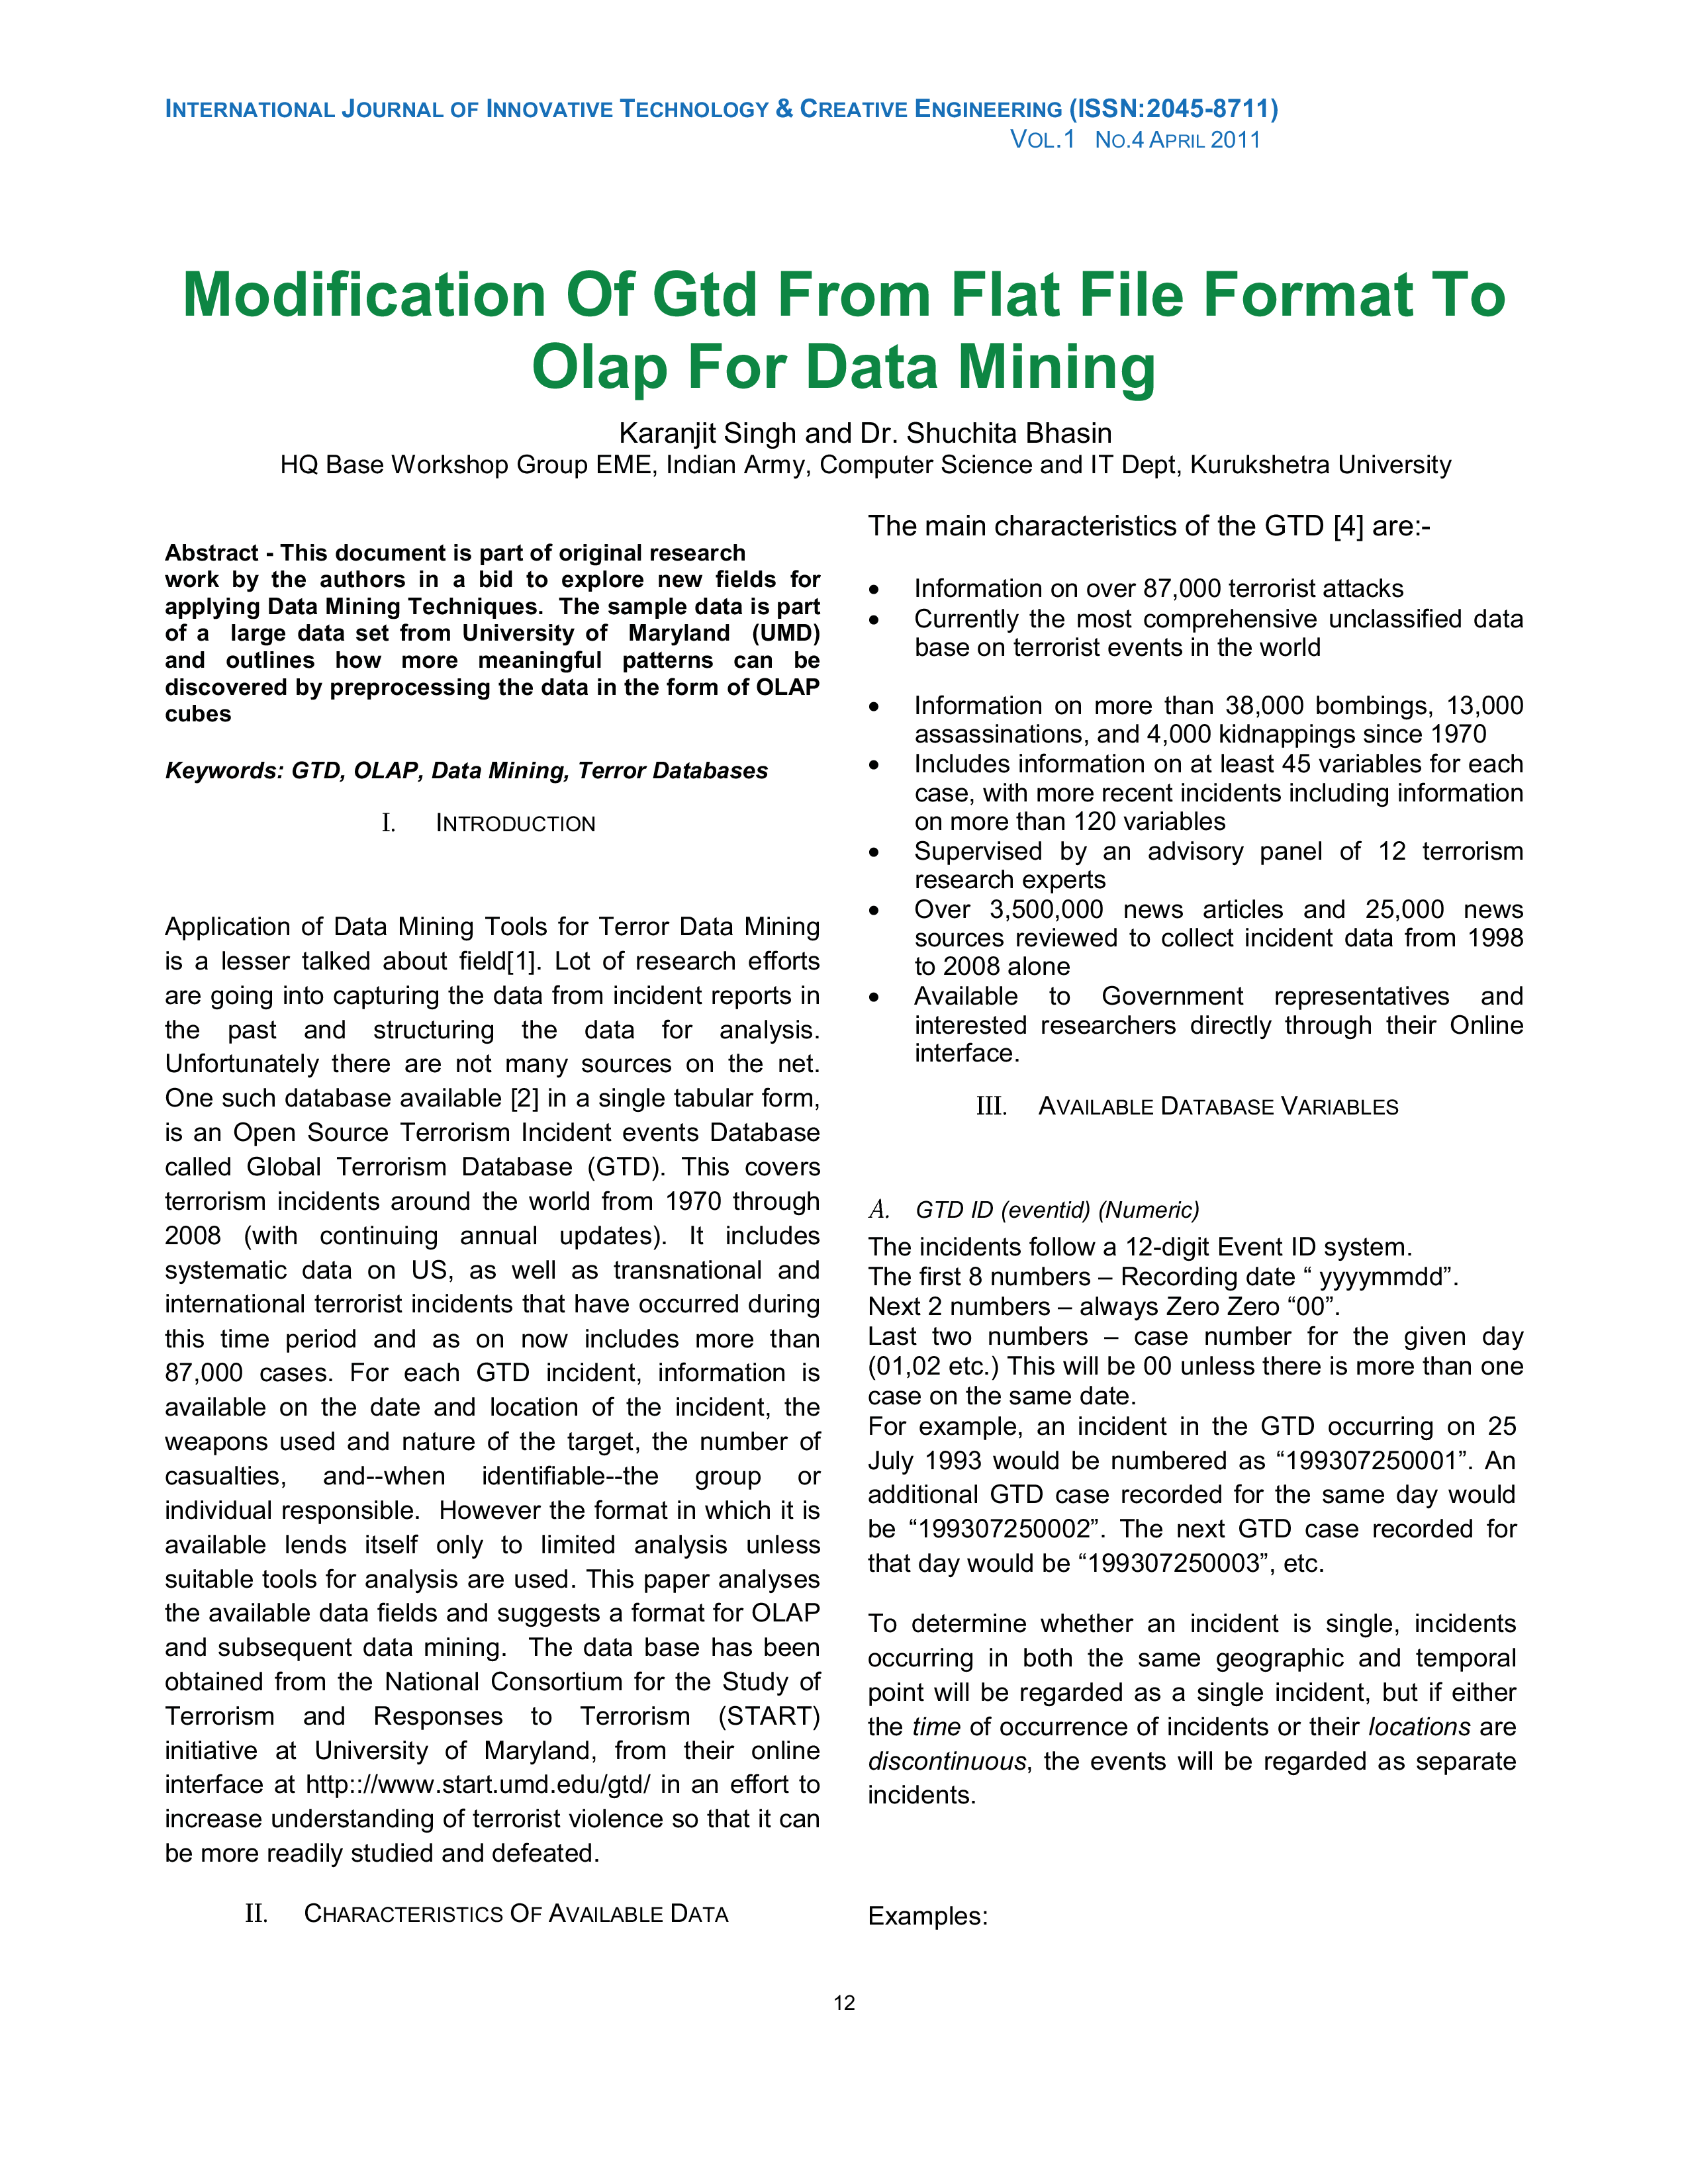 INTERNATIONAL JOURNAL OF INNOVATIVE TECHNOLOGY & CREATIVE ENGINEERING (ISSN:2045-8711)
VOL.1 NO.4 APRIL 2011
Modification Of Gtd From Flat File Format To
Olap For Data Mining
Karanjit Singh and Dr. Shuchita Bhasin
HQ Base Workshop Group EME, Indian Army, Computer Science and IT Dept, Kurukshetra University
Abstract - This document is part of original research
work by the authors in a bid to explore new fields for
applying Data Mining Techniques. The sample data is part
of a large data set from University of Maryland (UMD)
and outlines how more meaningful patterns can be
discovered by preprocessing the data in the form of OLAP
cubes
Keywords: GTD, OLAP, Data Mining, Terror Databases
I. INTRODUCTION
Application of Data Mining Tools for Terror Data Mining
is a lesser talked about field[1]. Lot of research efforts
are going into capturing the data from incident reports in
the past and structuring the data for analysis.
Unfortunately there are not many sources on the net.
One such database available [2] in a single tabular form,
is an Open Source Terrorism Incident events Database
called Global Terrorism Database (GTD). This covers
terrorism incidents around the world from 1970 through
2008 (with continuing annual updates). It includes
systematic data on US, as well as transnational and
international terrorist incidents that have occurred during
this time period and as on now includes more than
87,000 cases. For each GTD incident, information is
available on the date and location of the incident, the
weapons used and nature of the target, the number of
casualties, and--when identifiable--the group or
individual responsible. However the format in which it is
available lends itself only to limited analysis unless
suitable tools for analysis are used. This paper analyses
the available data fields and suggests a format for OLAP
and subsequent data mining. The data base has been
obtained from the National Consortium for the Study of
Terrorism and Responses to Terrorism (START)
initiative at University of Maryland, from their online
interface at http:://www.start.umd.edu/gtd/ in an effort to
increase understanding of terrorist violence so that it can
be more readily studied and defeated.
II. CHARACTERISTICS OF AVAILABLE DATA
The main characteristics of the GTD [4] are:-
• Information on over 87,000 terrorist attacks
• Currently the most comprehensive unclassified data
base on terrorist events in the world
• Information on more than 38,000 bombings, 13,000
assassinations, and 4,000 kidnappings since 1970
• Includes information on at least 45 variables for each
case, with more recent incidents including information
on more than 120 variables
• Supervised by an advisory panel of 12 terrorism
research experts
• Over 3,500,000 news articles and 25,000 news
sources reviewed to collect incident data from 1998
to 2008 alone
• Available to Government representatives and
interested researchers directly through their Online
interface.
III. AVAILABLE DATABASE VARIABLES
A. GTD ID (eventid) (Numeric)
The incidents follow a 12-digit Event ID system.
The first 8 numbers – Recording date “ yyyymmdd”.
Next 2 numbers – always Zero Zero “00”.
Last two numbers – case number for the given day
(01,02 etc.) This will be 00 unless there is more than one
case on the same date.
For example, an incident in the GTD occurring on 25
July 1993 would be numbered as “199307250001”. An
additional GTD case recorded for the same day would
be “199307250002”. The next GTD case recorded for
that day would be “199307250003”, etc.
To determine whether an incident is single, incidents
occurring in both the same geographic and temporal
point will be regarded as a single incident, but if either
the time of occurrence of incidents or their locations are
discontinuous, the events will be regarded as separate
incidents.
Examples:
12